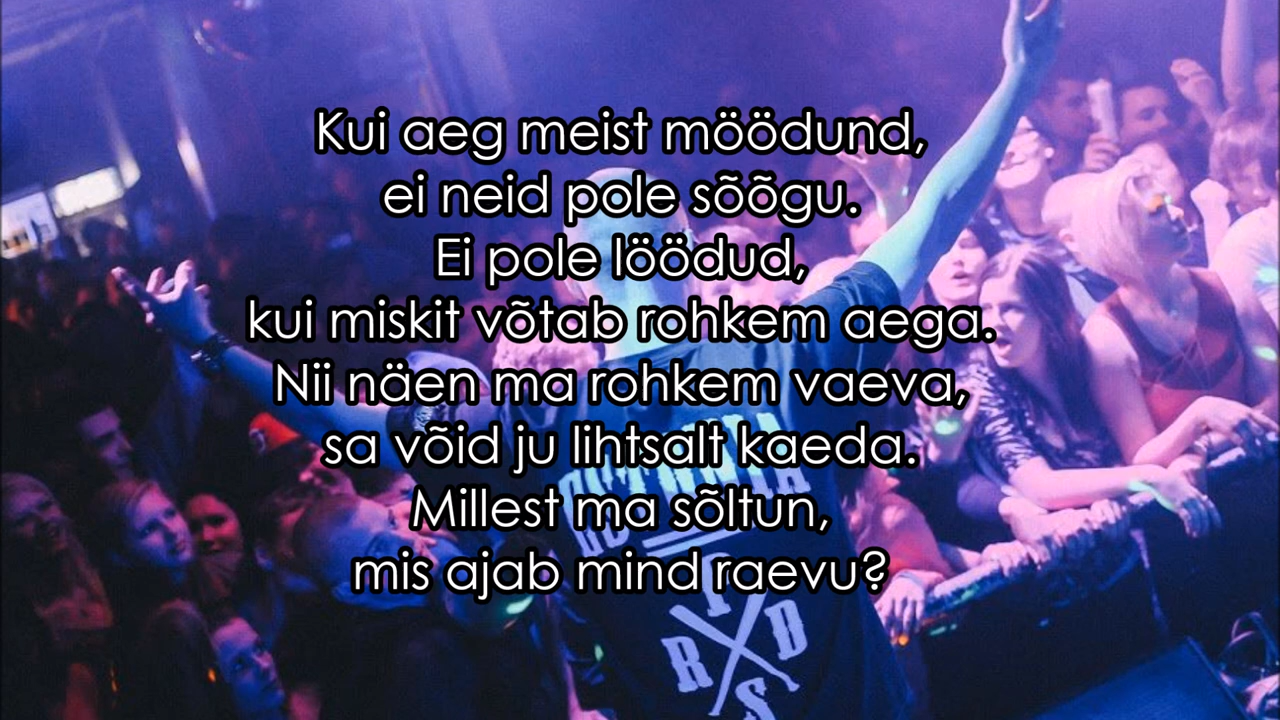 Kui aeg meist möödund,
ei neid pole sõõgu.
Ei pole löödud,
kui miskit võtab rohkem aega.
Nii näen ma rohkem vaeva,
sa võid ju lihtsalt kaeda.
Millest ma sõltun,
mis ajab mind raevu?
I
R D
S